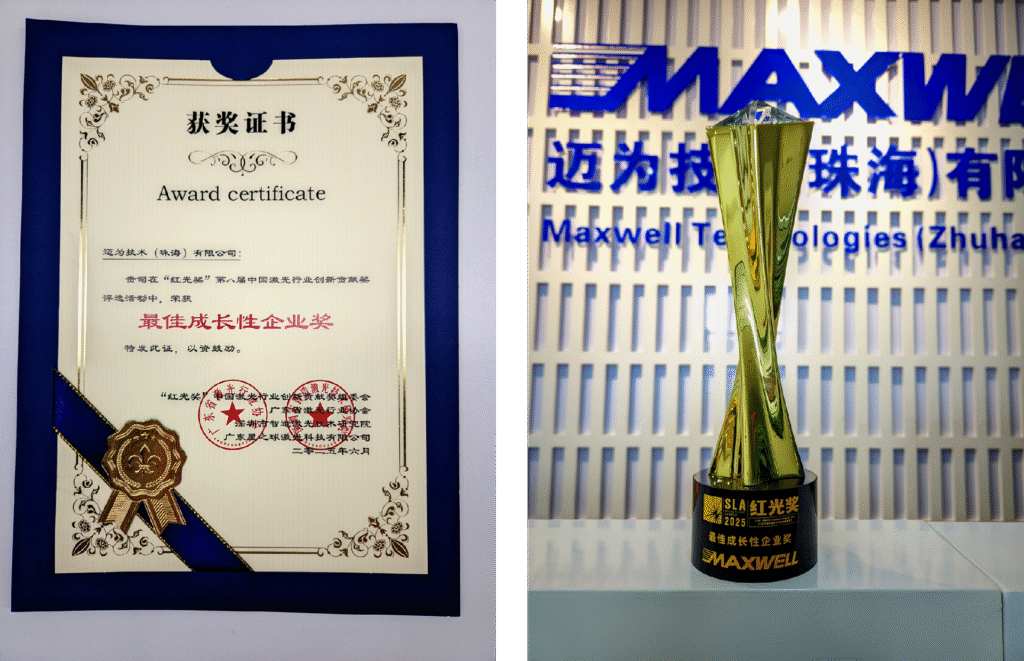 获奖证书
Award certificate
迈为技术（珠海）有限公司：
贵司在“红光奖”第八届中国激光行业创新贡献奖
评选活动中，荣获
最佳成长性企业奖
特发此证，以资鼓励。
“红光奖”中国激光行业创新贡献奖组委会
广东省激光行业协会
深圳市智造激光技术研究院
广东星之球激光科技有限公司
二零二五年六月
MAXWELL
迈为技 珠海)有限
Maxwell Te ologies (Zhuha
SLA
2025
红光奖
最佳成长性企业奖
MAXWELL